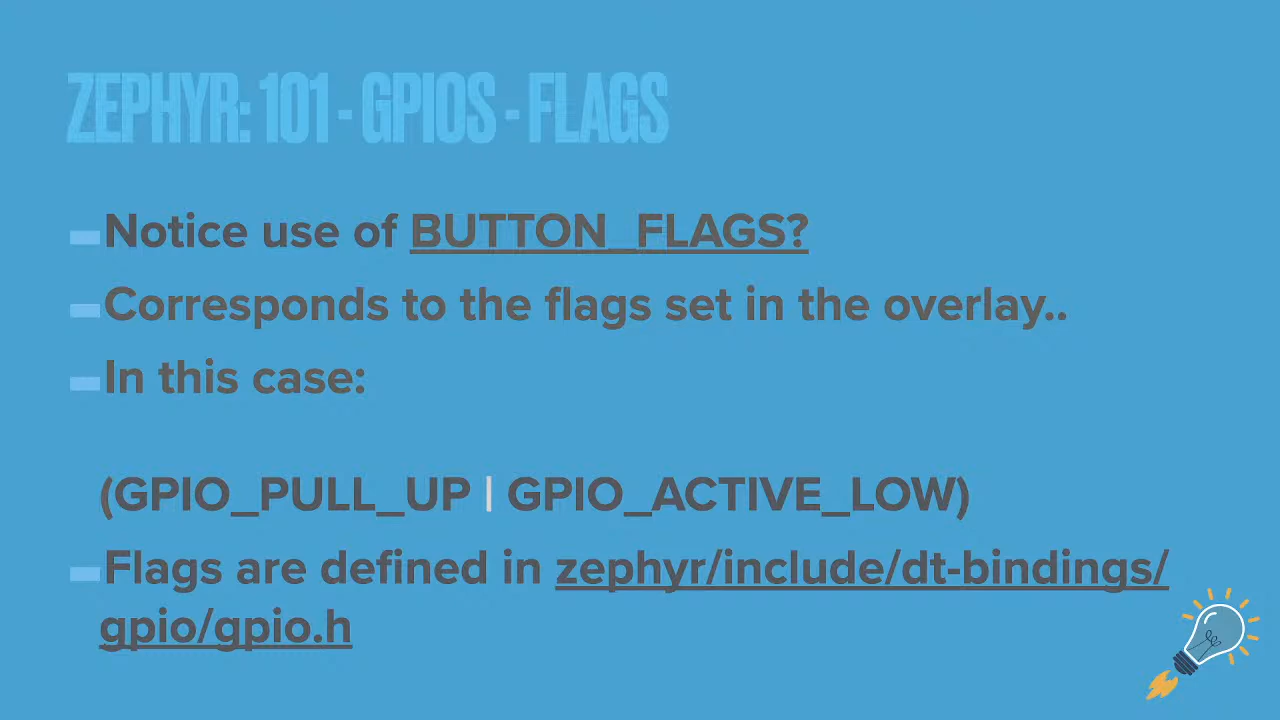 ZEPHYR: 101 - GPIOS - FLAGS
Notice use of BUTTON_FLAGS?
Corresponds to the flags set in the overlay..
In this case:
(GPIO_PULL_UP | GPIO_ACTIVE_LOW)
Flags are defined in zephyr/include/dt-bindings/
gpio/gpio.h